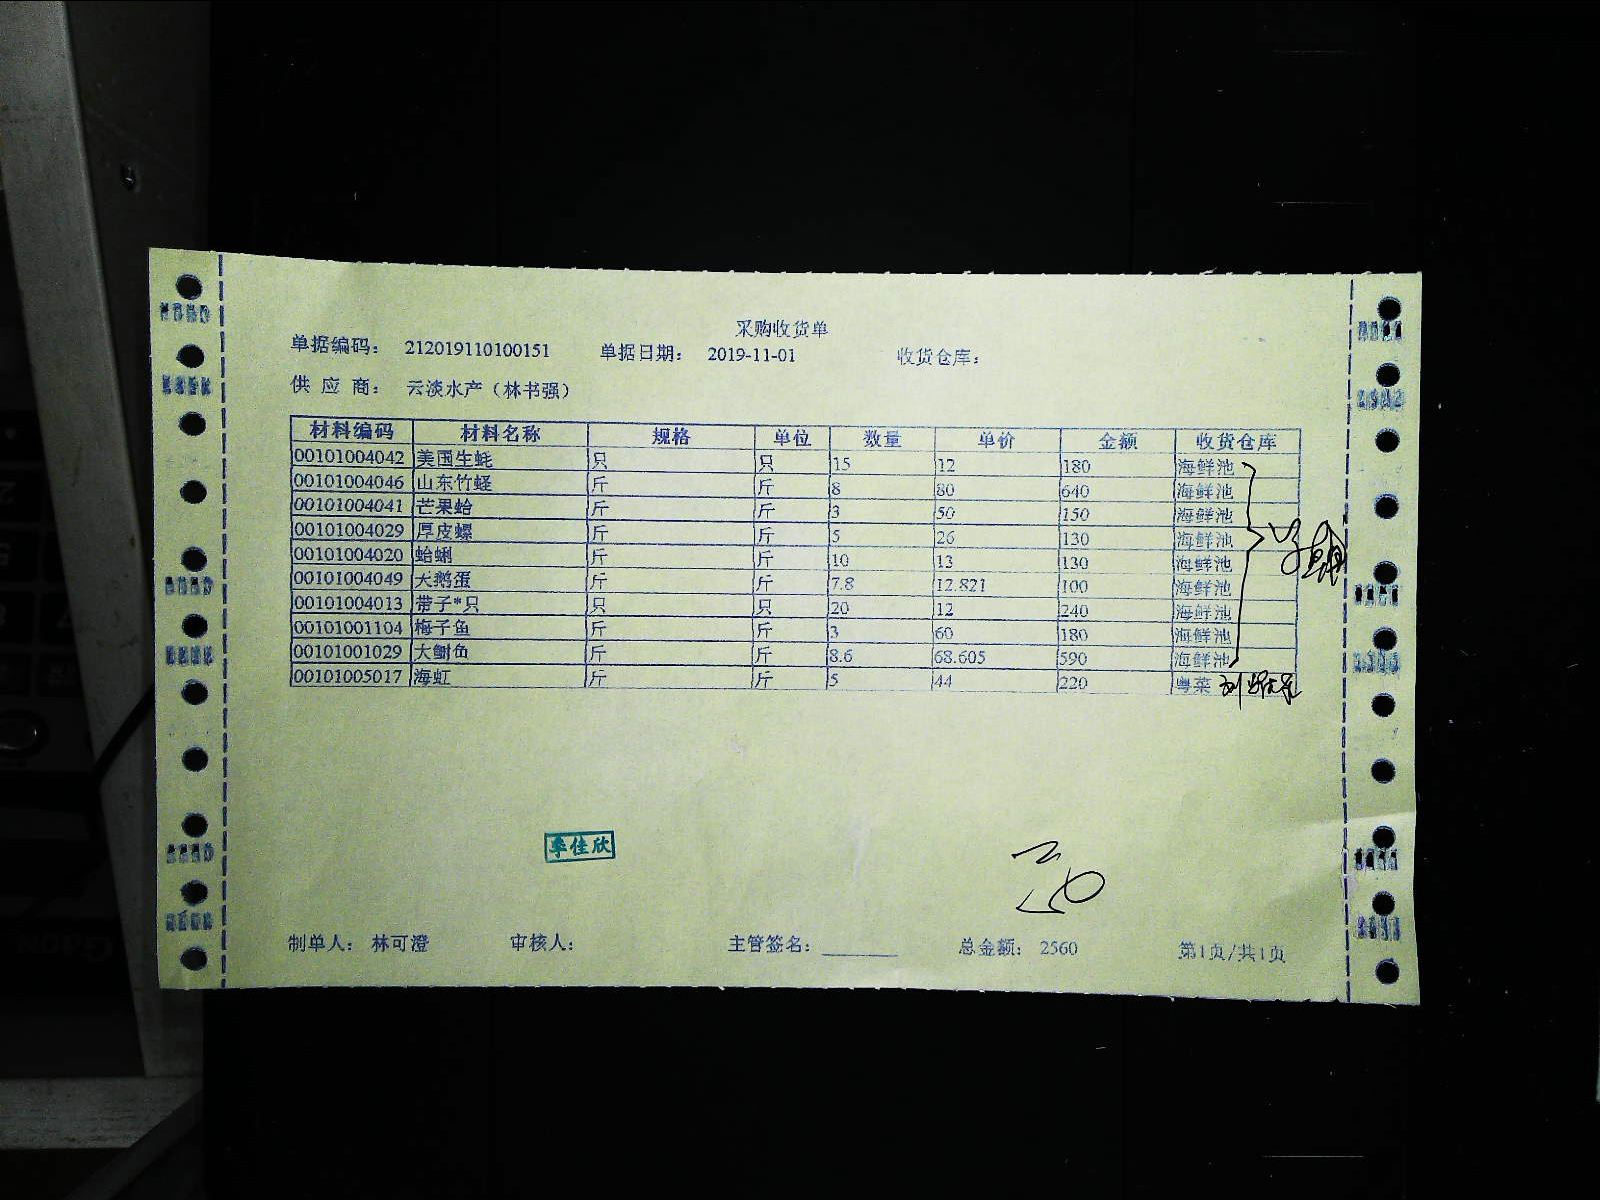 采购收货单
单据编码： 212019110100151 单据日期： 2019-11-01 收货仓库：
供 应 商： 云淡水产（林书强）
材料编码 材料名称 规格 单位 数量 单价 金额 收货仓库
00101004042 美国生蚝 只 只 15 12 180 海鲜池
00101004046 山东竹蛏 斤 斤 8 80 640 海鲜池
00101004041 芒果蛤 斤 斤 3 50 150 海鲜池
00101004029 厚皮螺 斤 斤 5 26 130 海鲜池
00101004020 蛤蜊 斤 斤 10 13 130 海鲜池
00101004049 天鹅蛋 斤 斤 7.8 12.821 100 海鲜池
00101004013 带子*只 只 只 20 12 240 海鲜池
00101001104 梅子鱼 斤 斤 3 60 180 海鲜池
00101001029 大鲋鱼 斤 斤 8.6 68.605 590 海鲜池
00101005017 海虹 斤 斤 5 44 220 粤菜
李佳欣
制单人： 林可澄 审核人： 主管签名： 总金额： 2560 第1页/共1页